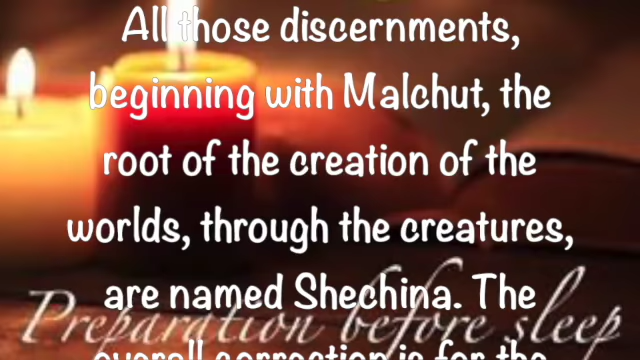 All those discernments,
beginning with Malchut, the
root of the creation of the
worlds, through the creatures,
are named Shechina. The
Preparation before sleep
overall correction is for the